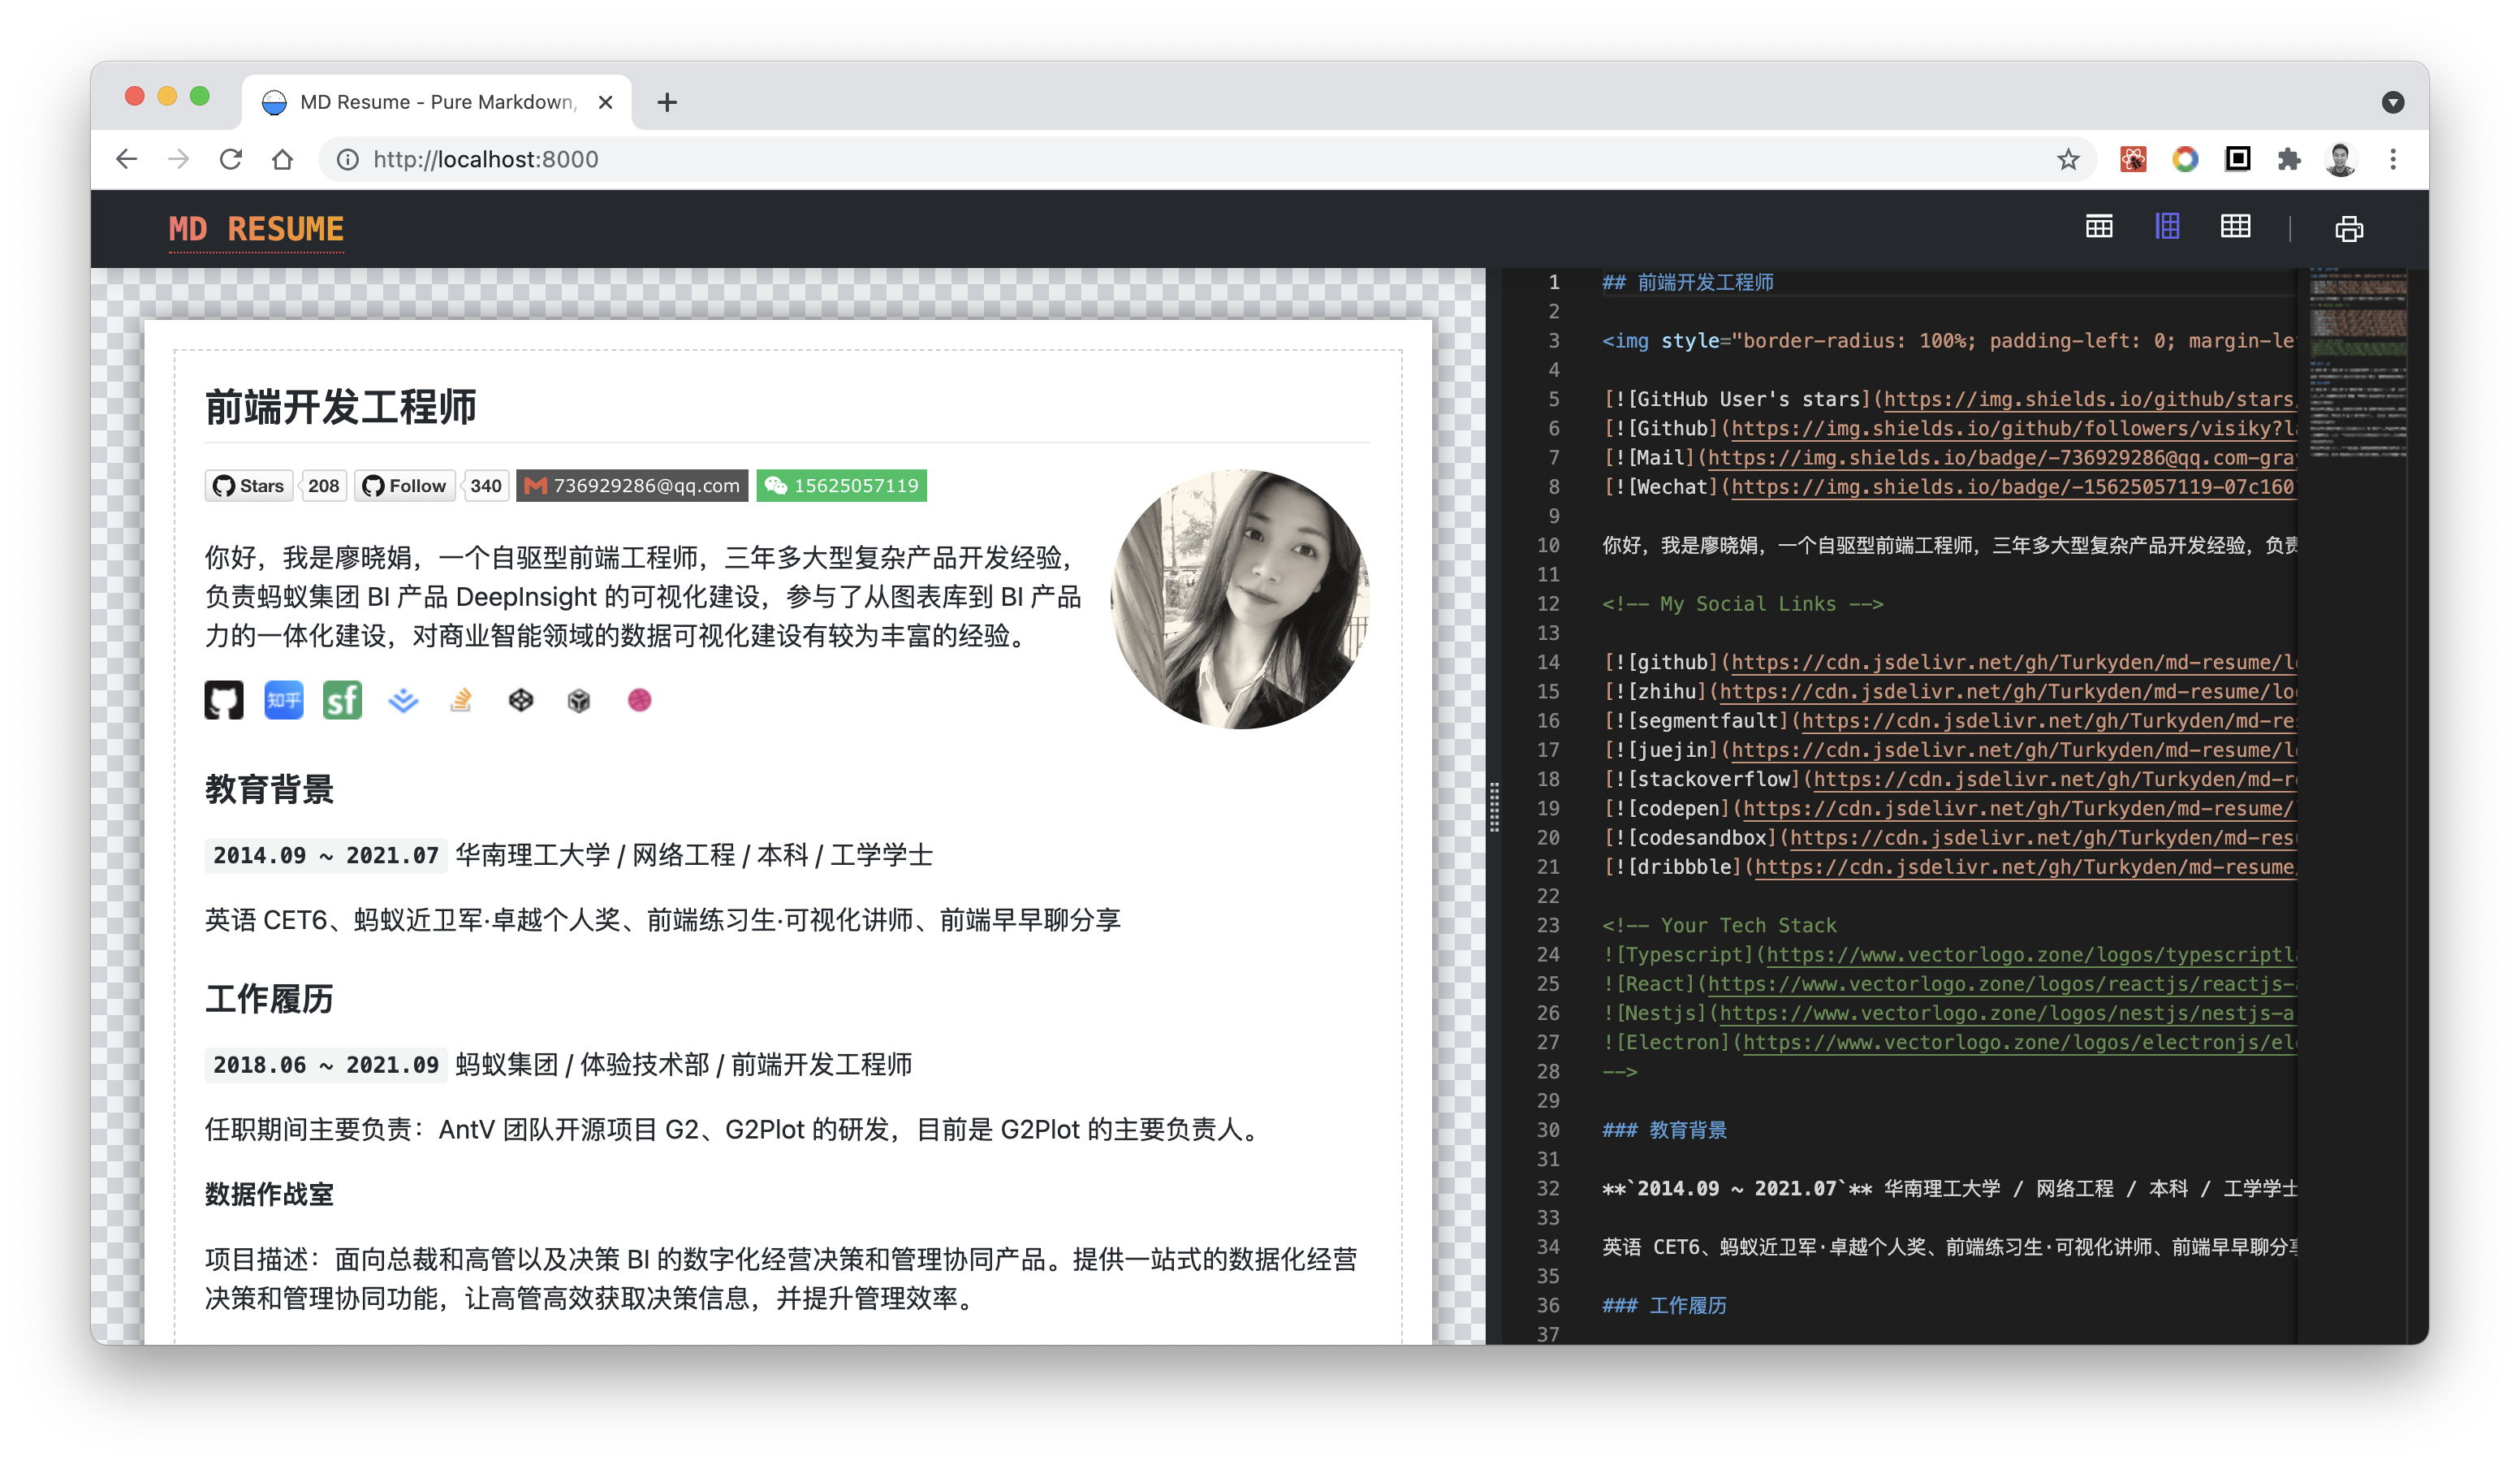 MD Resume - Pure Markdown,
http://localhost:8000
MD RESUME
前端开发工程师
Stars 208 Follow 340 736929286@qq.com 15625057119
你好，我是廖晓娟，一个自驱型前端工程师，三年多大型复杂产品开发经验，
负责蚂蚁集团 BI 产品 DeepInsight 的可视化建设，参与了从图表库到 BI 产品
力的一体化建设，对商业智能领域的数据可视化建设有较为丰富的经验。
知乎 sf
教育背景
2014.09 ~ 2021.07 华南理工大学 / 网络工程 / 本科 / 工学学士
英语 CET6、蚂蚁近卫军·卓越个人奖、前端练习生·可视化讲师、前端早早聊分享
工作履历
2018.06 ~ 2021.09 蚂蚁集团 / 体验技术部 / 前端开发工程师
任职期间主要负责：AntV 团队开源项目 G2、G2Plot 的研发，目前是 G2Plot 的主要负责人。
数据作战室
项目描述：面向总裁和高管以及决策 BI 的数字化经营决策和管理协同产品。提供一站式的数据化经营
决策和管理协同功能，让高管高效获取决策信息，并提升管理效率。
1 ## 前端开发工程师
2
3 <img style="border-radius: 100%; padding-left: 0; margin-le
4
5 [![GitHub User's stars](https://img.shields.io/github/stars/
6 [![Github](https://img.shields.io/github/followers/visiky?la
7 [![Mail](https://img.shields.io/badge/-736929286@qq.com-gra
8 [![Wechat](https://img.shields.io/badge/-15625057119-07c160
9
10 你好，我是廖晓娟，一个自驱型前端工程师，三年多大型复杂产品开发经验，负责
11
12 <!-- My Social Links -->
13
14 [![github](https://cdn.jsdelivr.net/gh/Turkyden/md-resume/l
15 [![zhihu](https://cdn.jsdelivr.net/gh/Turkyden/md-resume/lo
16 [![segmentfault](https://cdn.jsdelivr.net/gh/Turkyden/md-re
17 [![juejin](https://cdn.jsdelivr.net/gh/Turkyden/md-resume/l
18 [![stackoverflow](https://cdn.jsdelivr.net/gh/Turkyden/md-r
19 [![codepen](https://cdn.jsdelivr.net/gh/Turkyden/md-resume/
20 [![codesandbox](https://cdn.jsdelivr.net/gh/Turkyden/md-res
21 [![dribbble](https://cdn.jsdelivr.net/gh/Turkyden/md-resume/
22
23 <!-- Your Tech Stack
24 ![Typescript](https://www.vectorlogo.zone/logos/typescriptla
25 ![React](https://www.vectorlogo.zone/logos/reactjs/reactjs-a
26 ![Nestjs](https://www.vectorlogo.zone/logos/nestjs/nestjs-a
27 ![Electron](https://www.vectorlogo.zone/logos/electronjs/el
28 -->
29
30 ### 教育背景
31
32 **`2014.09 ~ 2021.07`** 华南理工大学 / 网络工程 / 本科 / 工学学士
33
34 英语 CET6、蚂蚁近卫军·卓越个人奖、前端练习生·可视化讲师、前端早早聊分享
35
36 ### 工作履历
37